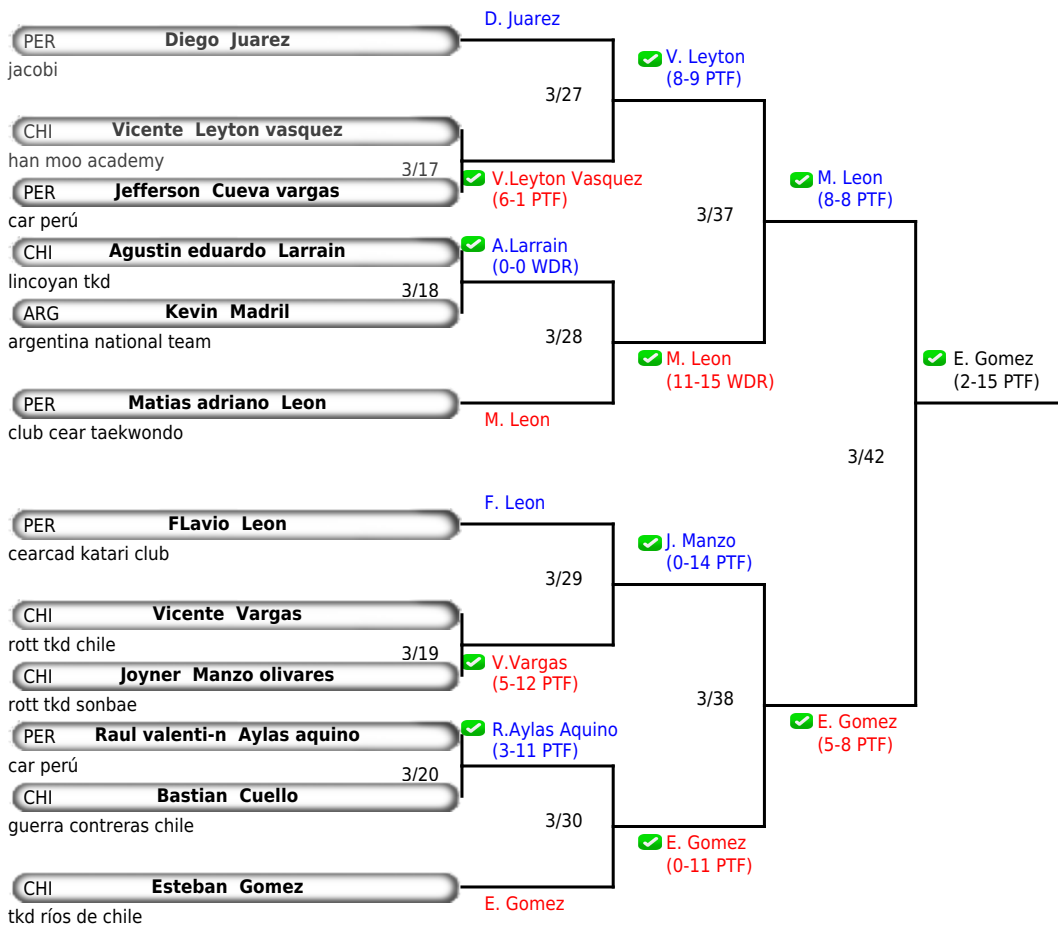 D. Juarez
PER Diego Juarez
jacobi
V. Leyton
(8-9 PTF)
3/27
CHI Vicente Leyton vasquez
han moo academy
3/17
PER Jefferson Cueva vargas
V.Leyton Vasquez
(6-1 PTF)
car perú
M. Leon
(8-8 PTF)
3/37
CHI Agustin eduardo Larrain
A.Larrain
(0-0 WDR)
lincoyan tkd
3/18
ARG Kevin Madril
argentina national team
3/28
M. Leon
(11-15 WDR)
E. Gomez
(2-15 PTF)
PER Matias adriano Leon
M. Leon
club cear taekwondo
3/42
F. Leon
PER FLavio Leon
cearcad katari club
J. Manzo
(0-14 PTF)
3/29
CHI Vicente Vargas
rott tkd chile
3/19
CHI Joyner Manzo olivares
V.Vargas
(5-12 PTF)
rott tkd sonbae
3/38
E. Gomez
(5-8 PTF)
PER Raul valenti-n Aylas aquino
R.Aylas Aquino
(3-11 PTF)
car perú
3/20
CHI Bastian Cuello
guerra contreras chile
3/30
E. Gomez
(0-11 PTF)
CHI Esteban Gomez
E. Gomez
tkd ríos de chile